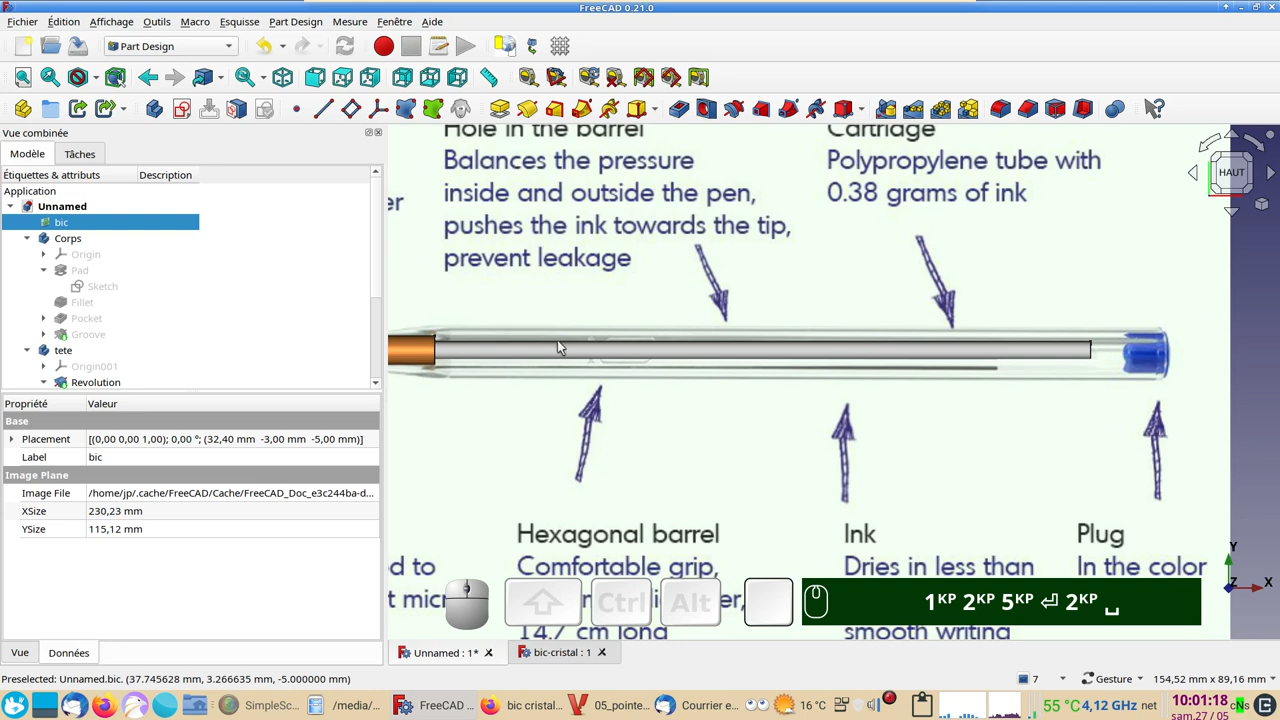 FreeCAD 0.21.0
Fichier Édition Affichage Outils Macro Esquisse Part Design Mesure Fenêtre Aide
Part Design
Vue combinée
Modèle Tâches
Étiquettes & attributs Description
Application
Unnamed
bic
Corps
Origin
Pad
Sketch
Fillet
Pocket
Groove
tete
Origin001
Revolution
Propriété Valeur
Base
Placement [(0,00 0,00 1,00); 0,00 °; (32,40 mm -3,00 mm -5,00 mm)]
Label bic
Image Plane
Image File /home/jp/.cache/FreeCAD/Cache/FreeCAD_Doc_e3c244ba-d...
XSize 230,23 mm
YSize 115,12 mm
Vue Données
Hole in the barrel
Balances the pressure
inside and outside the pen,
pushes the ink towards the tip,
prevent leakage
Cartridge
Polypropylene tube with
0.38 grams of ink
er
HAUT
Hexagonal barrel
Comfortable grip,
14.7 cm long
Ink
Dries in less than
smooth writing
Plug
In the color
d to
t micr
Y
Z X
Ctrl Alt
1KP 2KP 5KP ⏎ 2KP ␣
Unnamed : 1* bic-cristal : 1
Preselected: Unnamed.bic. (37.745628 mm, 3.266635 mm, -5.000000 mm)
7 Gesture 154,52 mm x 89,16 mm
SimpleSc... /media/... FreeCAD ... bic cristal... 05_pointe... Courrier e... 16 °C
55 °C 4,12 GHz net
10:01:18
sam.27 / 05